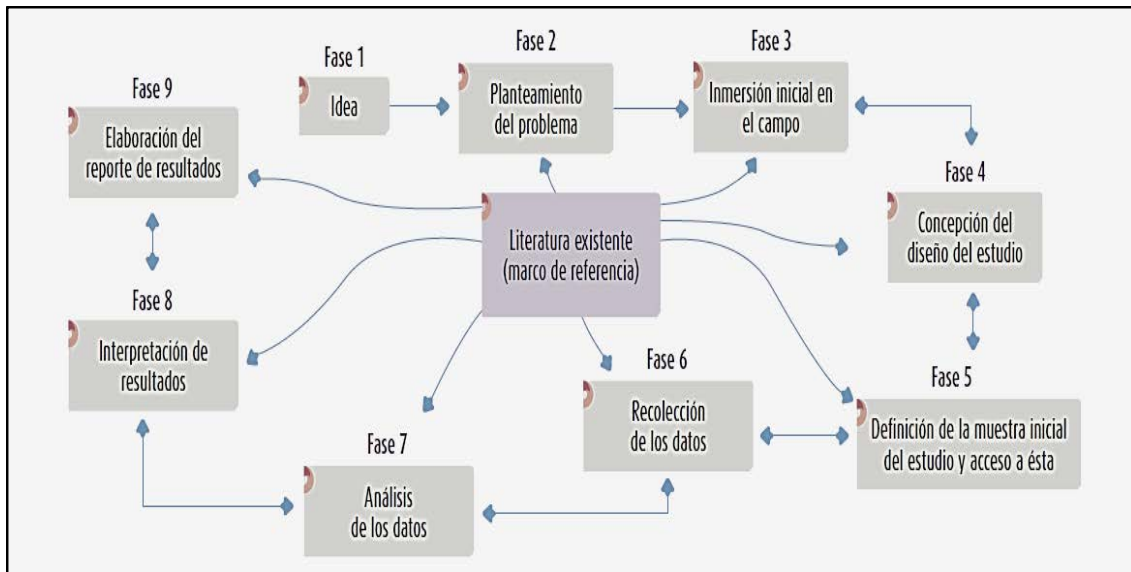 Fase 1
Idea
Fase 2
Planteamiento
del problema
Fase 3
Inmersión inicial en
el campo
Fase 4
Concepción del
diseño del estudio
Fase 5
Definición de la muestra inicial
del estudio y acceso a ésta
Fase 6
Recolección
de los datos
Fase 7
Análisis
de los datos
Fase 8
Interpretación de
resultados
Fase 9
Elaboración del
reporte de resultados
Literatura existente
(marco de referencia)